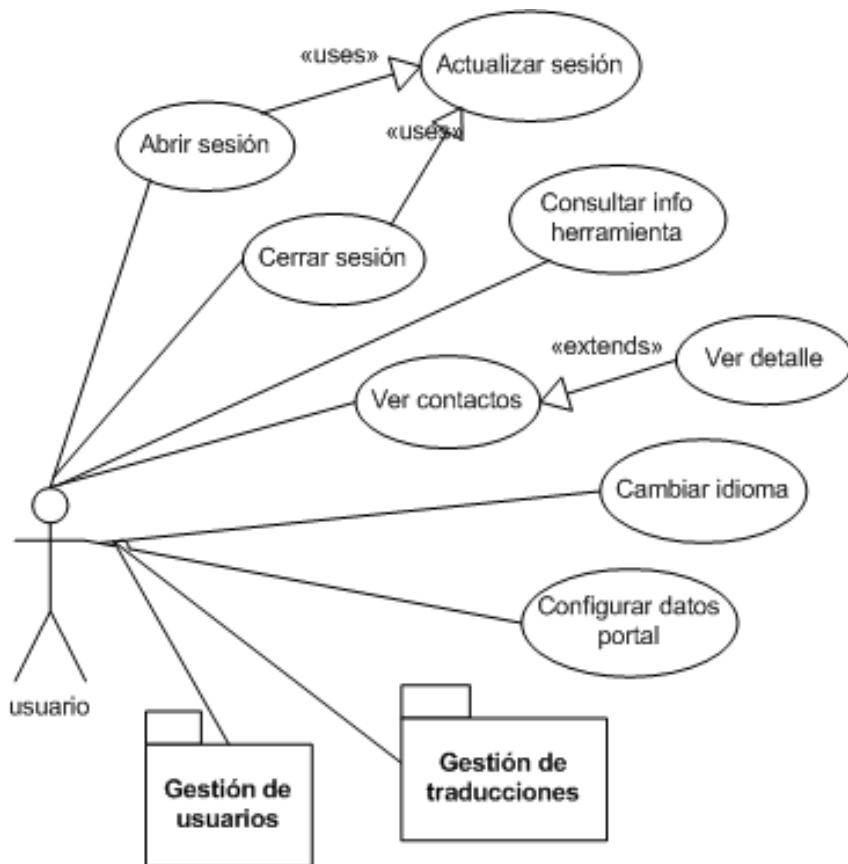 «uses»
Actualizar sesión
Abrir sesión
«uses»
Consultar info
herramienta
Cerrar sesión
«extends»
Ver detalle
Ver contactos
Cambiar idioma
Configurar datos
portal
usuario
Gestión de
traducciones
Gestión de
usuarios